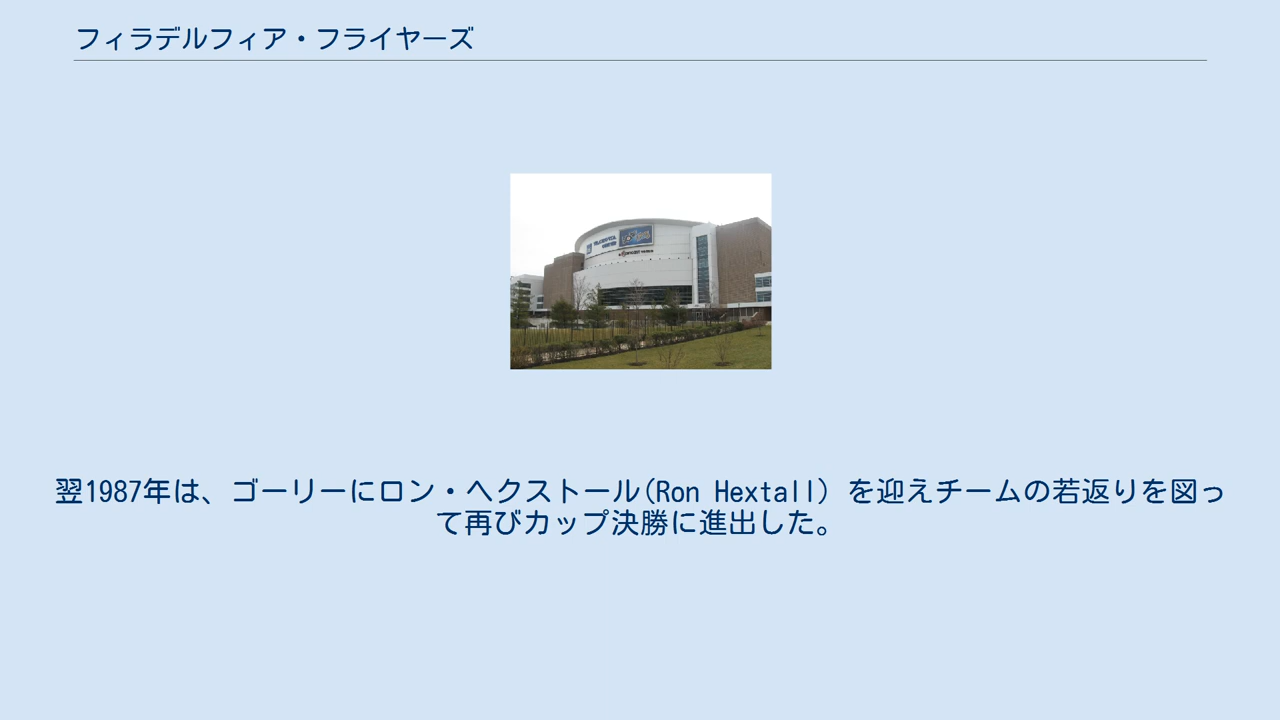 フィラデルフィア・フライヤーズ
翌1987年は、ゴーリーにロン・ヘクストール(Ron Hextall) を迎えチームの若返りを図っ
て再びカップ決勝に進出した。